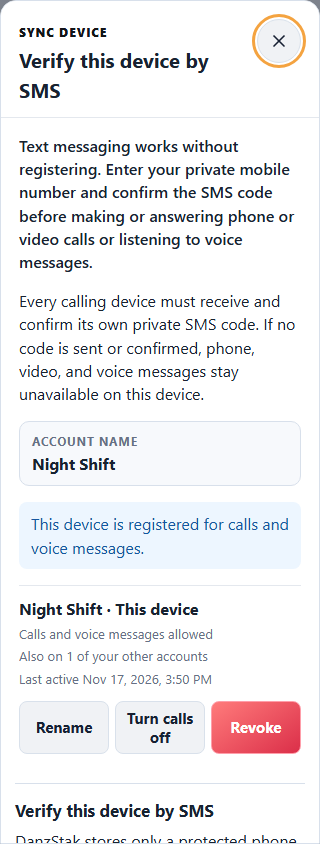 SYNC DEVICE
Verify this device by
SMS
Text messaging works without
registering. Enter your private mobile
number and confirm the SMS code
before making or answering phone or
video calls or listening to voice
messages.
Every calling device must receive and
confirm its own private SMS code. If no
code is sent or confirmed, phone,
video, and voice messages stay
unavailable on this device.
ACCOUNT NAME
Night Shift
This device is registered for calls and
voice messages.
Night Shift · This device
Calls and voice messages allowed
Also on 1 of your other accounts
Last active Nov 17, 2026, 3:50 PM
Rename
Turn calls
off
Revoke
Verify this device by SMS
DanzStak stores only a protected phone